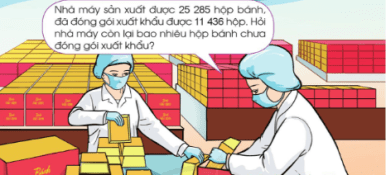 Nhà máy sản xuất được 25 285 hộp bánh,
đã đóng gói xuất khẩu được 11 436 hộp. Hỏi
nhà máy còn lại bao nhiêu hộp bánh chưa
đóng gói xuất khẩu?
Bánh